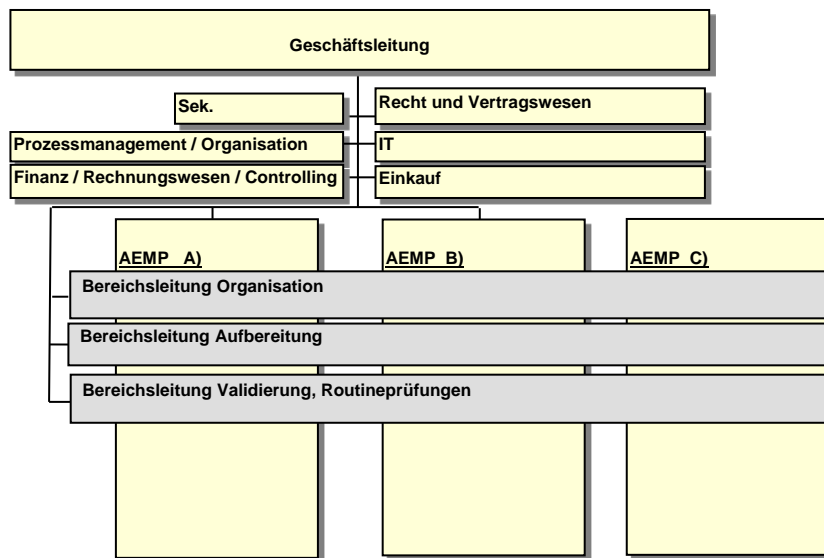 Geschäftsleitung
Sek.
Recht und Vertragswesen
Prozessmanagement / Organisation
IT
Finanz / Rechnungswesen / Controlling
Einkauf
AEMP A)
AEMP B)
AEMP C)
Bereichsleitung Organisation
Bereichsleitung Aufbereitung
Bereichsleitung Validierung, Routineprüfungen